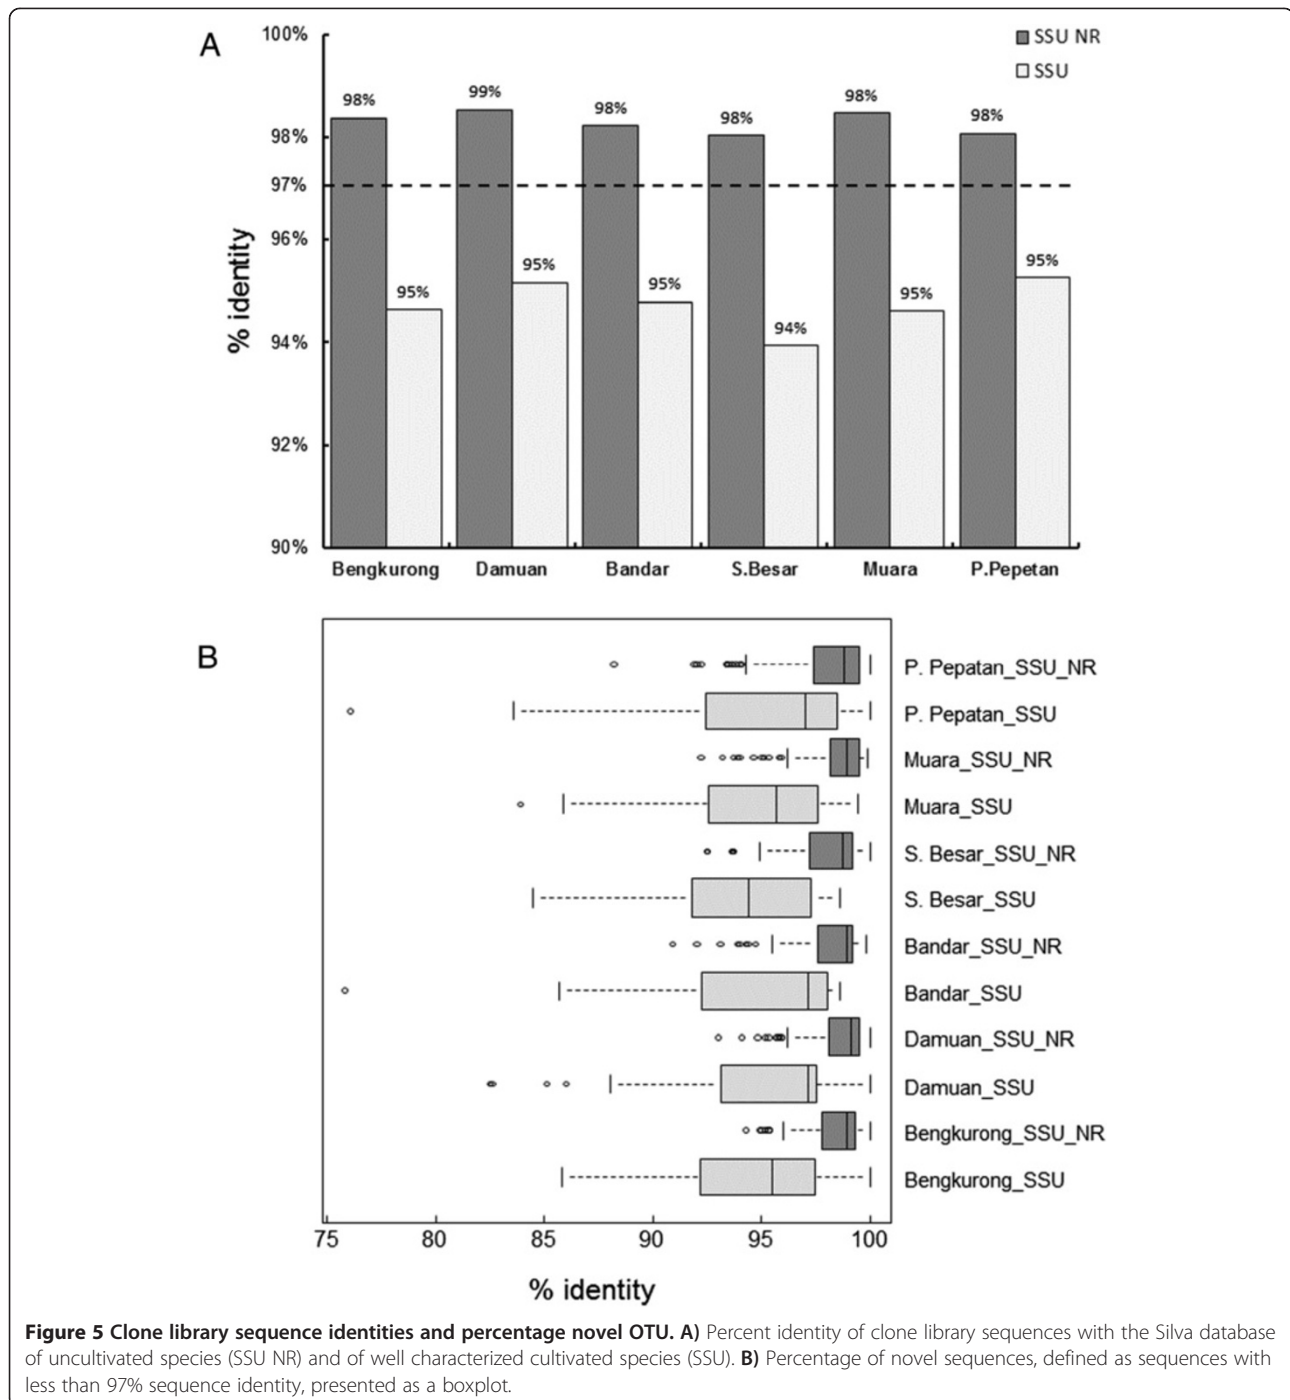 A
100%
98%
97%
96%
94%
92%
90%
% identity
SSU NR
SSU
98%
95%
99%
95%
98%
95%
98%
94%
98%
95%
98%
95%
Bengkurong
Damuan
Bandar
S.Besar
Muara
P.Pepetan
B
P. Pepatan_SSU_NR
P. Pepatan_SSU
Muara_SSU_NR
Muara_SSU
S. Besar_SSU_NR
S. Besar_SSU
Bandar_SSU_NR
Bandar_SSU
Damuan_SSU_NR
Damuan_SSU
Bengkurong_SSU_NR
Bengkurong_SSU
75
80
85
90
95
100
% identity
Figure 5 Clone library sequence identities and percentage novel OTU. A) Percent identity of clone library sequences with the Silva database
of uncultivated species (SSU NR) and of well characterized cultivated species (SSU). B) Percentage of novel sequences, defined as sequences with
less than 97% sequence identity, presented as a boxplot.